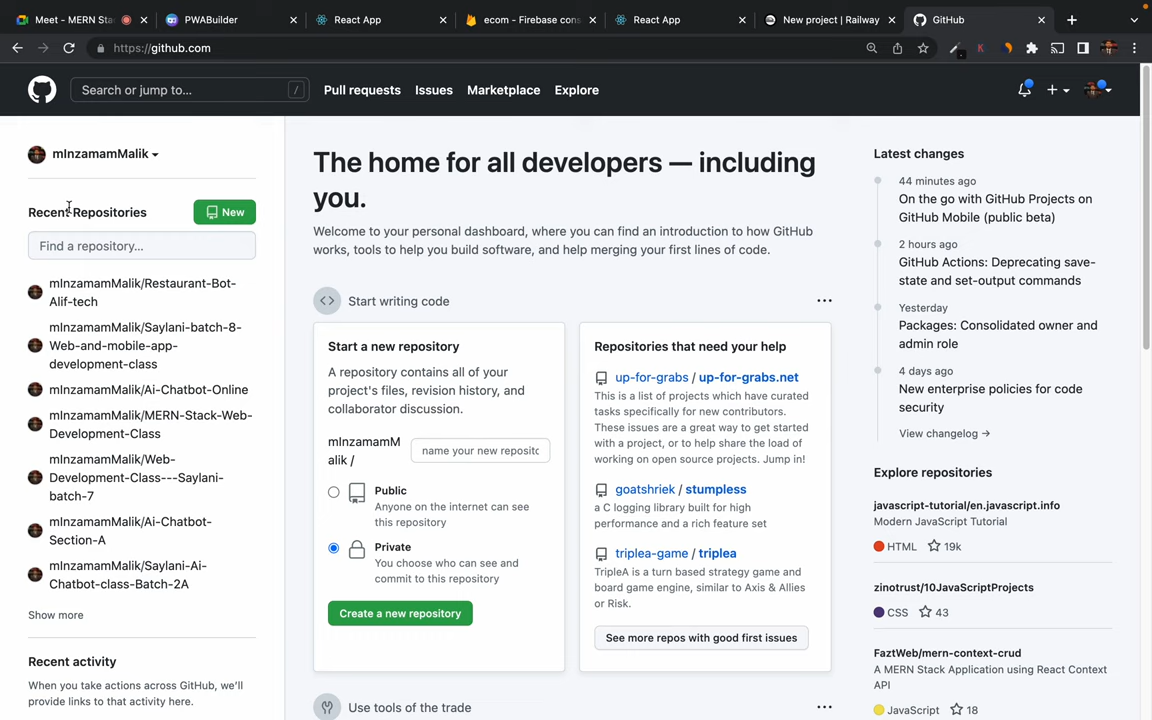 Meet - MERN Sta
PWABuilder
React App
ecom - Firebase cons
React App
New project | Railway
GitHub
https://github.com
K
Search or jump to...
/
Pull requests
Issues
Marketplace
Explore
mInzamamMalik
Recent Repositories
New
Find a repository...
mInzamamMalik/Restaurant-Bot-
Alif-tech
mInzamamMalik/Saylani-batch-8-
Web-and-mobile-app-
development-class
mInzamamMalik/Ai-Chatbot-Online
mInzamamMalik/MERN-Stack-Web-
Development-Class
mInzamamMalik/Web-
Development-Class---Saylani-
batch-7
mInzamamMalik/Ai-Chatbot-
Section-A
mInzamamMalik/Saylani-Ai-
Chatbot-class-Batch-2A
Show more
Recent activity
When you take actions across GitHub, we'll
provide links to that activity here.
The home for all developers — including
you.
Welcome to your personal dashboard, where you can find an introduction to how GitHub
works, tools to help you build software, and help merging your first lines of code.
Start writing code
Start a new repository
A repository contains all of your
project's files, revision history, and
collaborator discussion.
mInzamamM
alik /
name your new reposito
Public
Anyone on the internet can see
this repository
Private
You choose who can see and
commit to this repository
Create a new repository
Repositories that need your help
up-for-grabs / up-for-grabs.net
This is a list of projects which have curated
tasks specifically for new contributors.
These issues are a great way to get started
with a project, or to help share the load of
working on open source projects. Jump in!
goatshriek / stumpless
a C logging library built for high
performance and a rich feature set
triplea-game / triplea
TripleA is a turn based strategy game and
board game engine, similar to Axis & Allies
or Risk.
See more repos with good first issues
Use tools of the trade
Latest changes
44 minutes ago
On the go with GitHub Projects on
GitHub Mobile (public beta)
2 hours ago
GitHub Actions: Deprecating save-
state and set-output commands
Yesterday
Packages: Consolidated owner and
admin role
4 days ago
New enterprise policies for code
security
View changelog →
Explore repositories
javascript-tutorial/en.javascript.info
Modern JavaScript Tutorial
HTML 19k
zinotrust/10JavaScriptProjects
CSS 43
FaztWeb/mern-context-crud
A MERN Stack Application using React Context
API
JavaScript 18